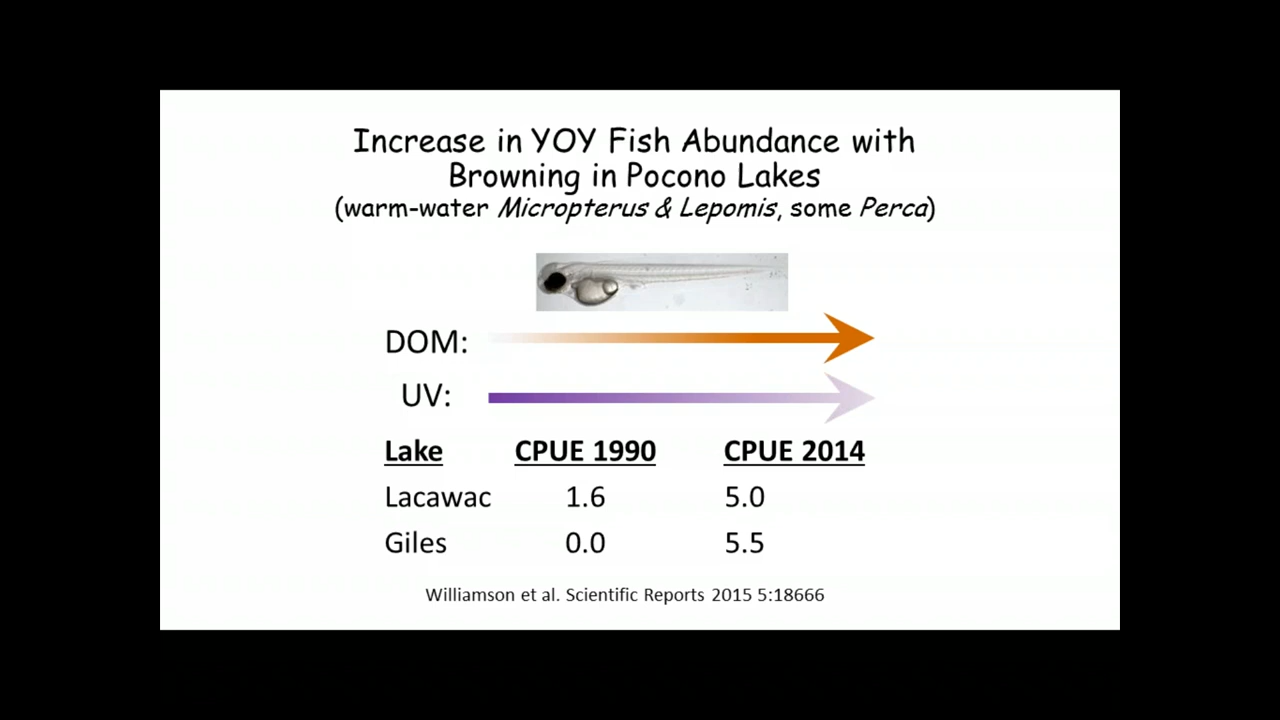 Increase in YOY Fish Abundance with
Browning in Pocono Lakes
(warm-water Micropterus & Lepomis, some Perca)
DOM:
UV:
Lake CPUE 1990 CPUE 2014
Lacawac 1.6 5.0
Giles 0.0 5.5
Williamson et al. Scientific Reports 2015 5:18666